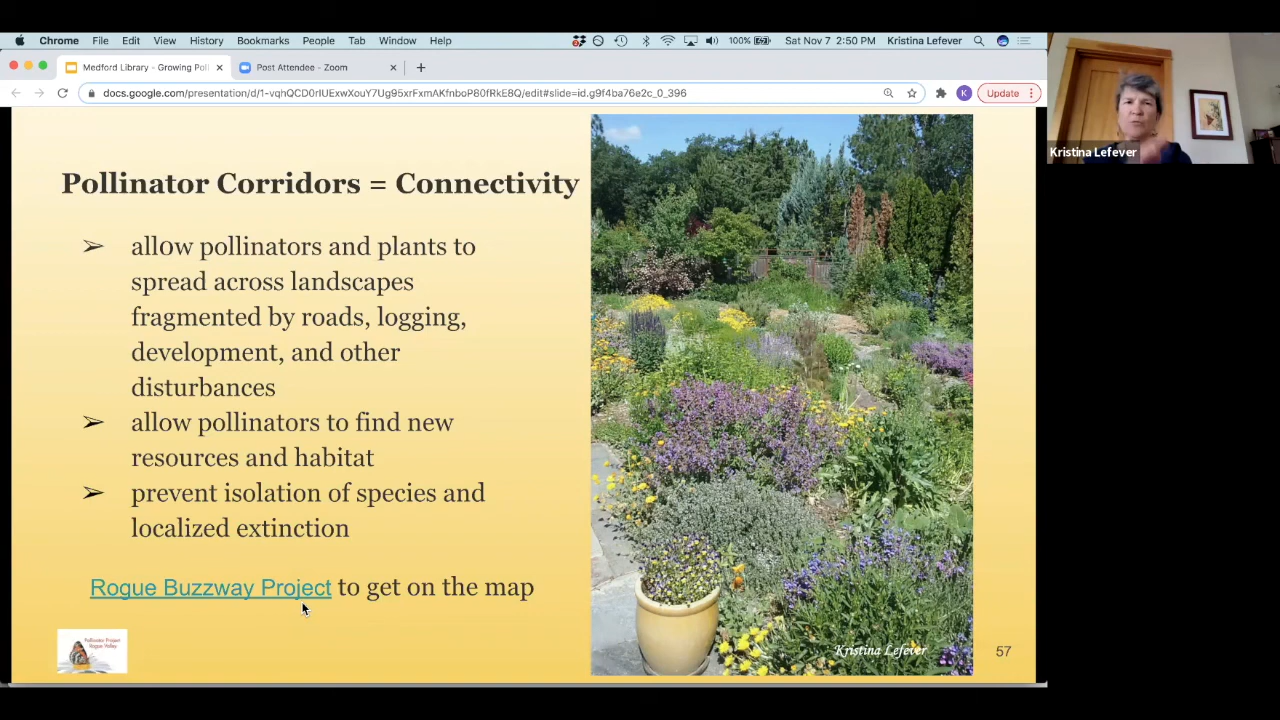 Chrome File Edit View History Bookmarks People Tab Window Help 100% Sat Nov 7 2:50 PM Kristina Lefever
Medford Library - Growing Poll Post Attendee - Zoom
docs.google.com/presentation/d/1-vqhQCD0rIUExwXouY7Ug95xrFxmAKfnboP80fRkE8Q/edit#slide=id.g9f4ba76e2c_0_396 K Update
Kristina Lefever
Pollinator Corridors = Connectivity
➢ allow pollinators and plants to
spread across landscapes
fragmented by roads, logging,
development, and other
disturbances
➢ allow pollinators to find new
resources and habitat
➢ prevent isolation of species and
localized extinction
Rogue Buzzway Project to get on the map
Pollinator Project
Rogue Valley
Kristina Lefever
57